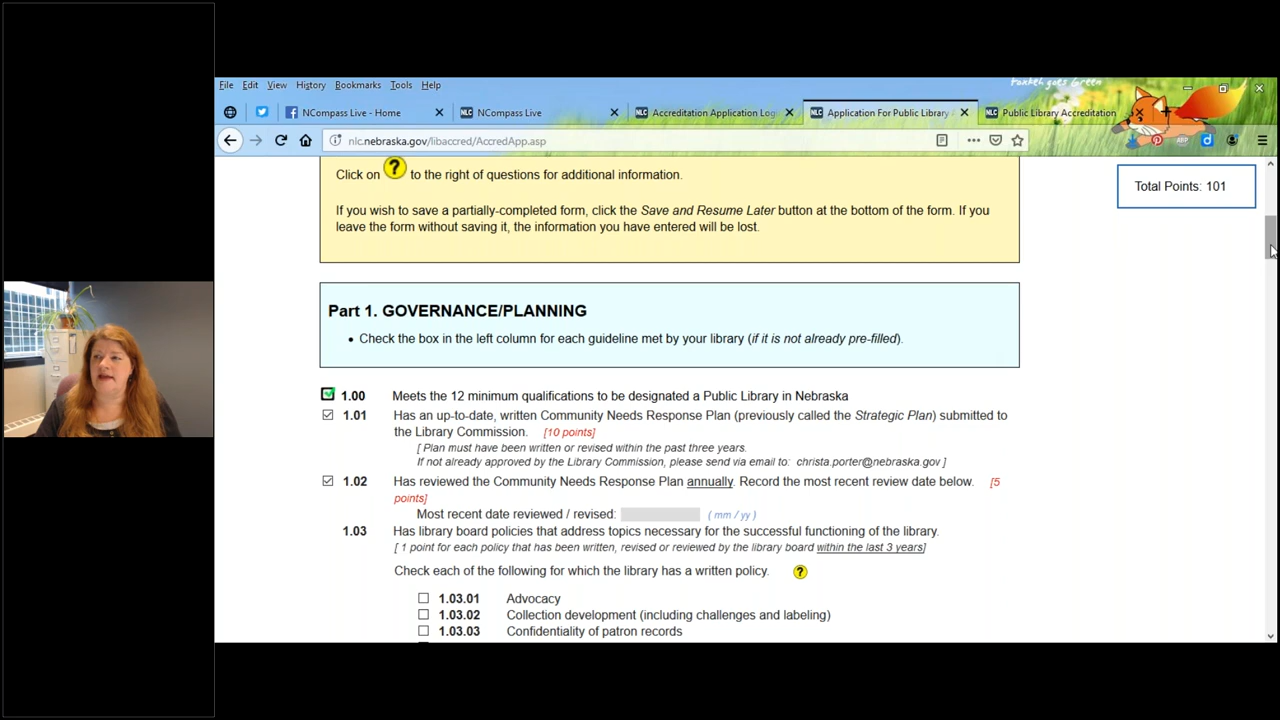 foxkeh goes Green
File Edit View History Bookmarks Tools Help
NCompass Live - Home
NLC NCompass Live
NLC Accreditation Application Log
NLC Application For Public Library
NLC Public Library Accreditation
nlc.nebraska.gov/libaccred/AccredApp.asp
Click on ? to the right of questions for additional information.
Total Points: 101
If you wish to save a partially-completed form, click the Save and Resume Later button at the bottom of the form. If you
leave the form without saving it, the information you have entered will be lost.
Part 1. GOVERNANCE/PLANNING
• Check the box in the left column for each guideline met by your library (if it is not already pre-filled).
1.00 Meets the 12 minimum qualifications to be designated a Public Library in Nebraska
1.01 Has an up-to-date, written Community Needs Response Plan (previously called the Strategic Plan) submitted to
the Library Commission. [10 points]
[ Plan must have been written or revised within the past three years.
If not already approved by the Library Commission, please send via email to: christa.porter@nebraska.gov ]
1.02 Has reviewed the Community Needs Response Plan annually. Record the most recent review date below. [5
points]
Most recent date reviewed / revised: ( mm / yy )
1.03 Has library board policies that address topics necessary for the successful functioning of the library.
[ 1 point for each policy that has been written, revised or reviewed by the library board within the last 3 years]
Check each of the following for which the library has a written policy. ?
1.03.01 Advocacy
1.03.02 Collection development (including challenges and labeling)
1.03.03 Confidentiality of patron records